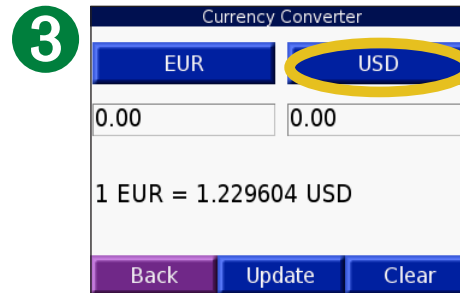 3
Currency Converter
EUR USD
0.00 0.00
1 EUR = 1.229604 USD
Back Update Clear